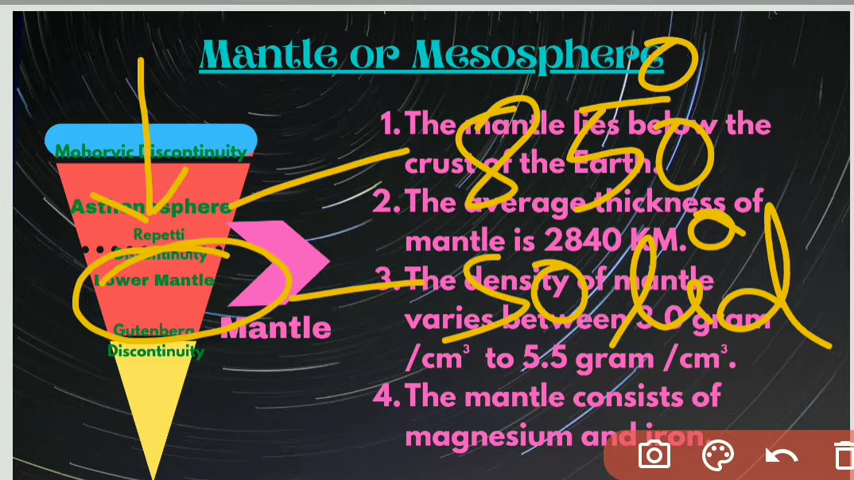 Mantle or Mesosphere
850
1. The mantle lies below the
crust of the Earth.
2. The average thickness of
mantle is 2840 KM.
3. The density of mantle
varies between 3.0 gram
/cm³ to 5.5 gram /cm³.
4. The mantle consists of
magnesium and iron.
solid
Mohorvic Discontinuity
Asthenosphere
Repetti
Discontinuity
Lower Mantle
Gutenberg
Discontinuity
Mantle